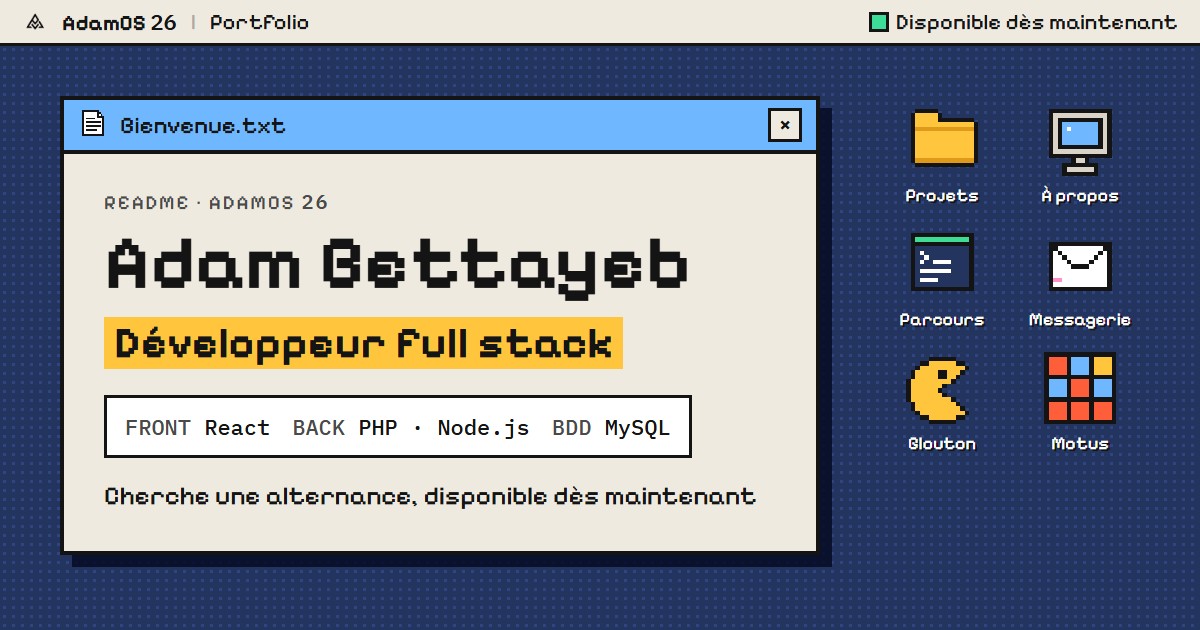 AdamOS 26 | Portfolio
Disponible dès maintenant
Bienvenue.txt
×
README · ADAMOS 26
Adam Bettayeb
Développeur full stack
FRONT React BACK PHP · Node.js BDD MySQL
Cherche une alternance, disponible dès maintenant
Projets
À propos
Parcours
Messagerie
Glouton
Motus